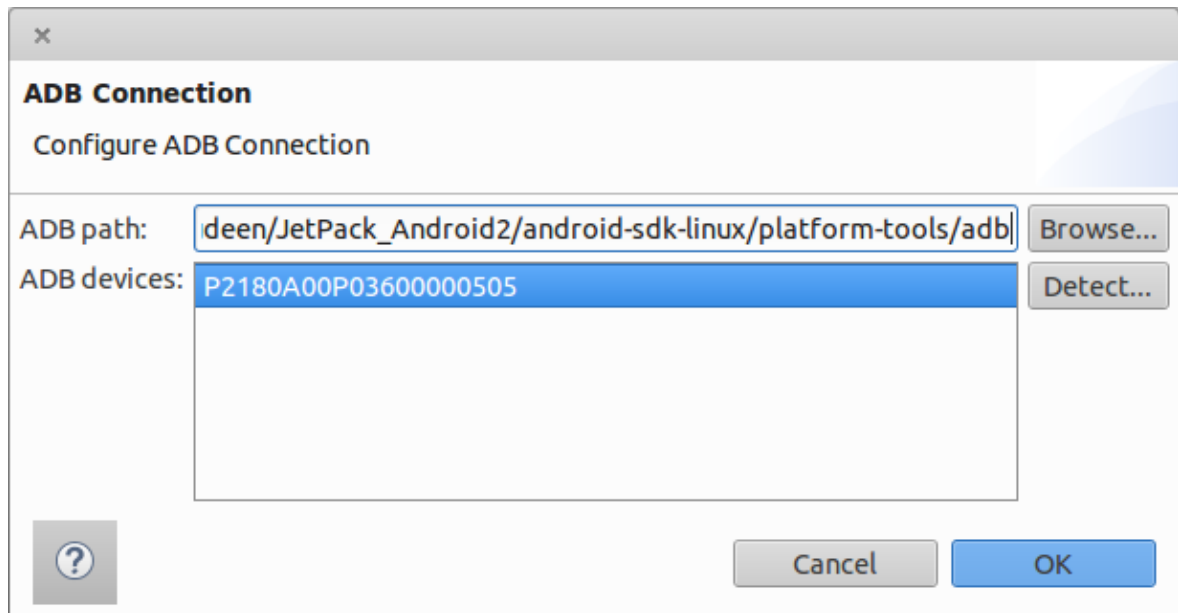 ADB Connection
Configure ADB Connection
ADB path: deen/JetPack_Android2/android-sdk-linux/platform-tools/adb Browse...
ADB devices: P2180A00P03600000505 Detect...
Cancel OK